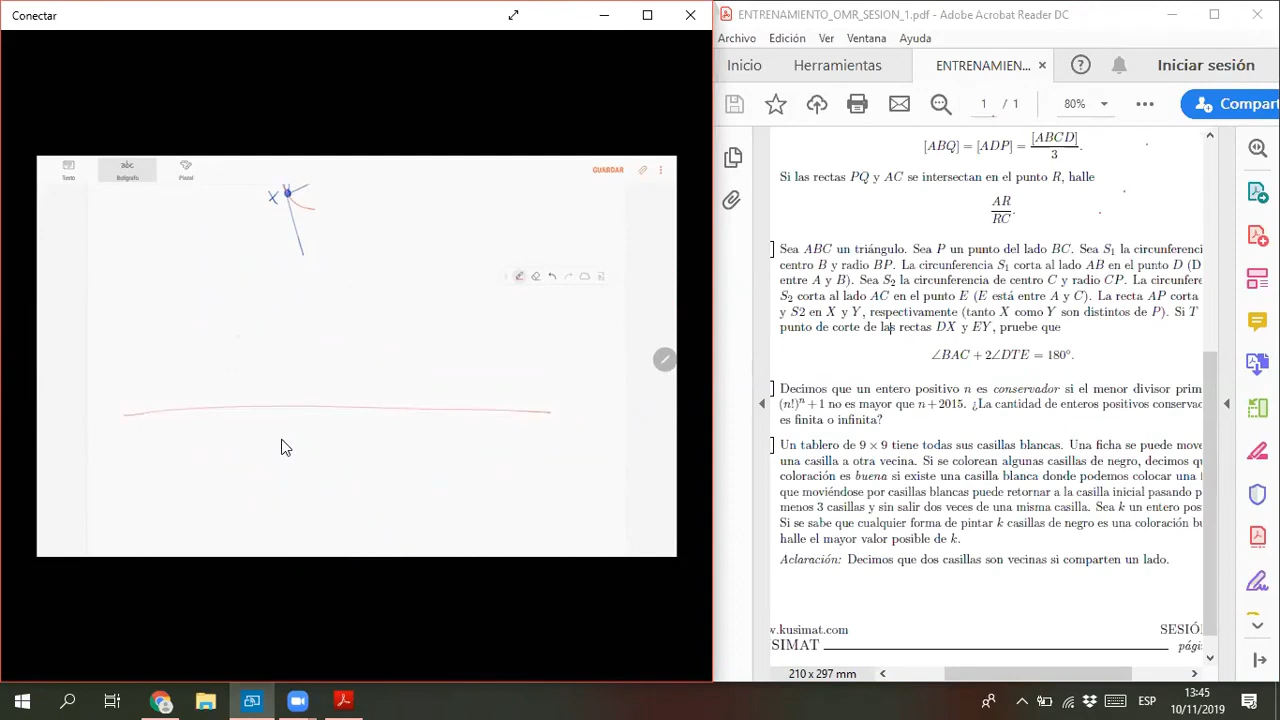 Conectar
ENTRENAMIENTO_OMR_SESION_1.pdf - Adobe Acrobat Reader DC
Archivo Edición Ver Ventana Ayuda
Inicio Herramientas ENTRENAMIEN... × ? Iniciar sesión
1 / 1 80% Compart
Texto Bolígrafo Pincel GUARDAR
X
[ABQ] = [ADP] = [ABCD] / 3.
Si las rectas PQ y AC se intersectan en el punto R, halle
AR / RC.
Sea ABC un triángulo. Sea P un punto del lado BC. Sea S₁ la circunferenci
centro B y radio BP. La circunferencia S₁ corta al lado AB en el punto D (D
entre A y B). Sea S₂ la circunferencia de centro C y radio CP. La circunfere
S₂ corta al lado AC en el punto E (E está entre A y C). La recta AP corta
y S2 en X y Y, respectivamente (tanto X como Y son distintos de P). Si T
punto de corte de las rectas DX y EY, pruebe que
∠BAC + 2∠DTE = 180°.
Decimos que un entero positivo n es conservador si el menor divisor prim
(n!)ⁿ + 1 no es mayor que n + 2015. ¿La cantidad de enteros positivos conservac
es finita o infinita?
Un tablero de 9 × 9 tiene todas sus casillas blancas. Una ficha se puede move
una casilla a otra vecina. Si se colorean algunas casillas de negro, decimos qu
coloración es buena si existe una casilla blanca donde podemos colocar una
que moviéndose por casillas blancas puede retornar a la casilla inicial pasando p
menos 3 casillas y sin salir dos veces de una misma casilla. Sea k un entero pos
Si se sabe que cualquier forma de pintar k casillas de negro es una coloración bu
halle el mayor valor posible de k.
Aclaración: Decimos que dos casillas son vecinas si comparten un lado.
w.kusimat.com SESIÓN
SIMAT pági
210 x 297 mm
ESP
13:45
10/11/2019